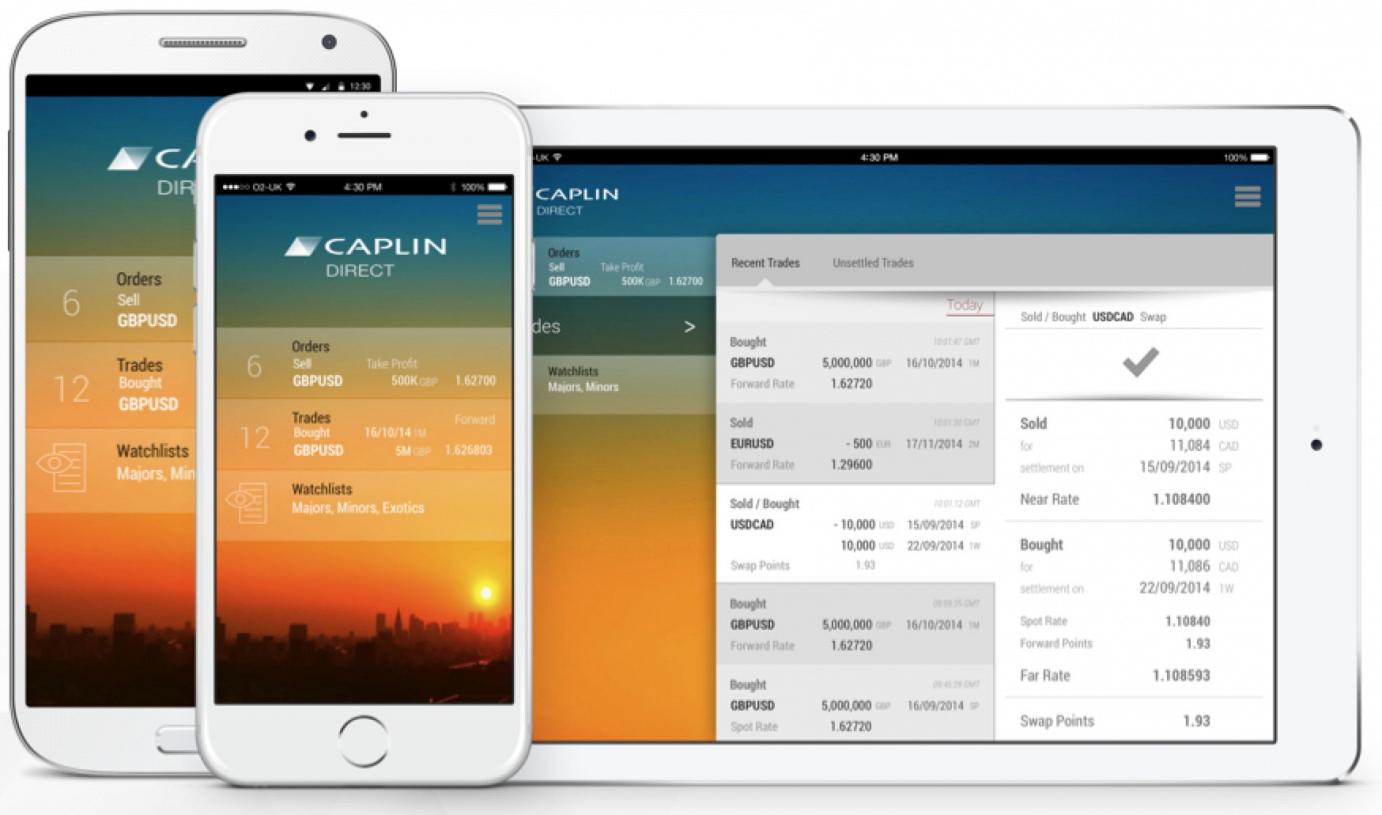 12:30
CA
DIR
6
Orders
Sell
GBPUSD
12
Trades
Bought
GBPUSD
Watchlists
Majors, Min
O2-UK 4:30 PM 100%
CAPLIN
DIRECT
6
Orders
Sell Take Profit
GBPUSD 500K GBP 1.62700
12
Trades Forward
Bought 16/10/14 1M
GBPUSD 5M GBP 1.626803
Watchlists
Majors, Minors, Exotics
-UK 4:30 PM 100%
CAPLIN
DIRECT
Orders
Sell Take Profit
GBPUSD 500K GBP 1.62700
des >
Watchlists
Majors, Minors
Recent Trades Unsettled Trades
Today
Bought 10:01:47 GMT
GBPUSD 5,000,000 GBP 16/10/2014 1M
Forward Rate 1.62720
Sold 10:01:30 GMT
EURUSD - 500 EUR 17/11/2014 2M
Forward Rate 1.29600
Sold / Bought 10:01:12 GMT
USDCAD - 10,000 USD 15/09/2014 SP
10,000 USD 22/09/2014 1W
Swap Points 1.93
Bought 09:59:35 GMT
GBPUSD 5,000,000 GBP 16/10/2014 1M
Forward Rate 1.62720
Bought 09:45:28 GMT
GBPUSD 5,000,000 GBP 16/09/2014 SP
Spot Rate 1.62720
Sold / Bought USDCAD Swap
Sold 10,000 USD
for 11,084 CAD
settlement on 15/09/2014 SP
Near Rate 1.108400
Bought 10,000 USD
for 11,086 CAD
settlement on 22/09/2014 1W
Spot Rate 1.10840
Forward Points 1.93
Far Rate 1.108593
Swap Points 1.93